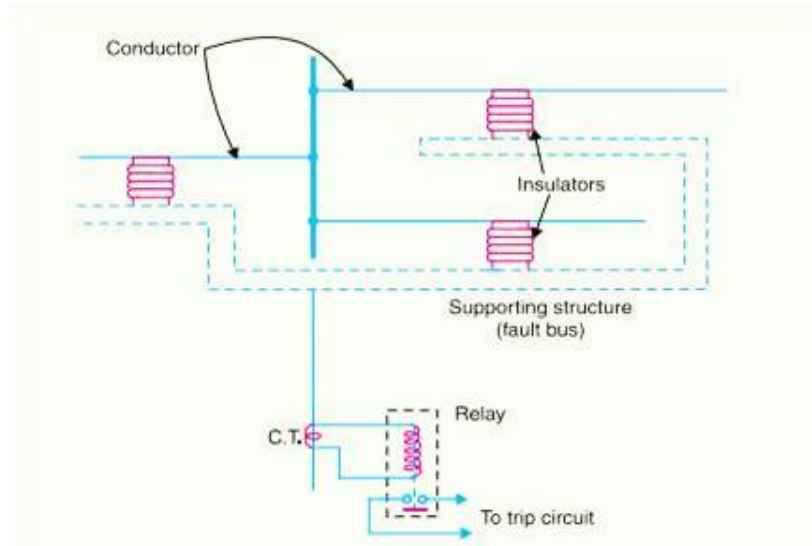 Conductor
Insulators
Supporting structure
(fault bus)
Relay
C.T.
To trip circuit